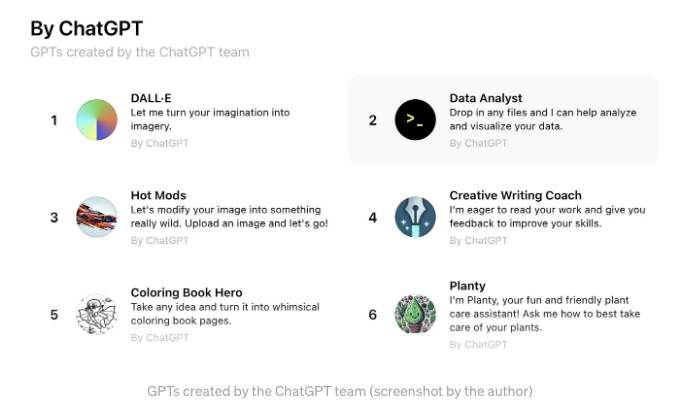 By ChatGPT
GPTs created by the ChatGPT team
1
DALL·E
Let me turn your imagination into
imagery.
By ChatGPT
2
>_
Data Analyst
Drop in any files and I can help analyze
and visualize your data.
By ChatGPT
3
Hot Mods
Let's modify your image into something
really wild. Upload an image and let's go!
By ChatGPT
4
Creative Writing Coach
I'm eager to read your work and give you
feedback to improve your skills.
By ChatGPT
5
Coloring Book Hero
Take any idea and turn it into whimsical
coloring book pages.
By ChatGPT
6
Planty
I'm Planty, your fun and friendly plant
care assistant! Ask me how to best take
care of your plants.
By ChatGPT
GPTs created by the ChatGPT team (screenshot by the author)